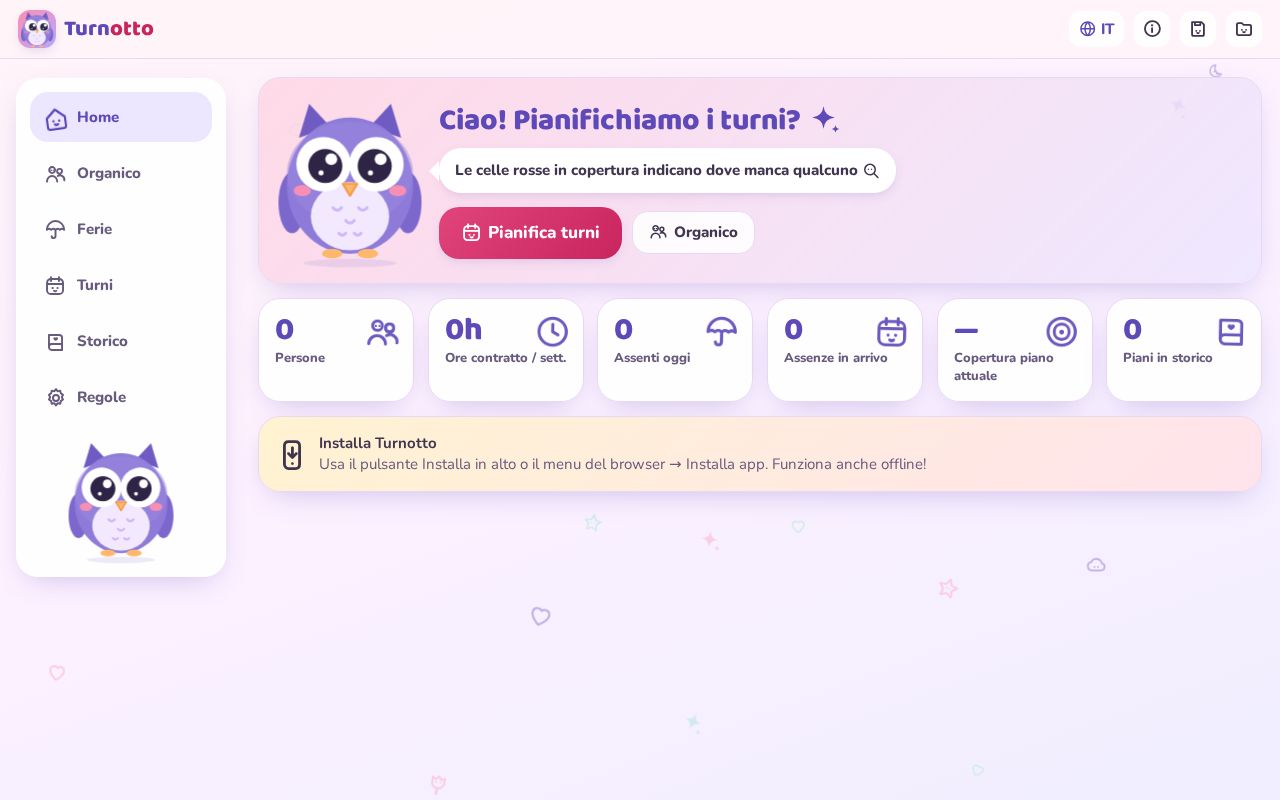 Turnotto
IT
Home
Organico
Ferie
Turni
Storico
Regole
Ciao! Pianifichiamo i turni?
Le celle rosse in copertura indicano dove manca qualcuno
Pianifica turni
Organico
0
Persone
0h
Ore contratto / sett.
0
Assenti oggi
0
Assenze in arrivo
—
Copertura piano
attuale
0
Piani in storico
Installa Turnotto
Usa il pulsante Installa in alto o il menu del browser → Installa app. Funziona anche offline!